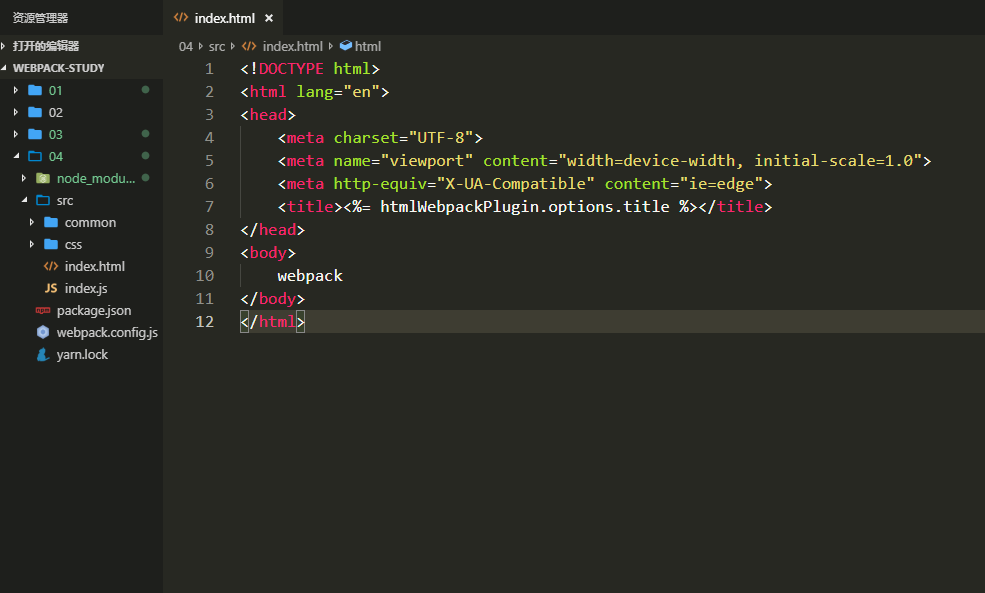 资源管理器
打开的编辑器
WEBPACK-STUDY
01
02
03
04
node_modu...
src
common
css
index.html
JS index.js
package.json
webpack.config.js
yarn.lock
index.html ×
04 src index.html html
1 <!DOCTYPE html>
2 <html lang="en">
3 <head>
4 <meta charset="UTF-8">
5 <meta name="viewport" content="width=device-width, initial-scale=1.0">
6 <meta http-equiv="X-UA-Compatible" content="ie=edge">
7 <title><%= htmlWebpackPlugin.options.title %></title>
8 </head>
9 <body>
10 webpack
11 </body>
12 </html>